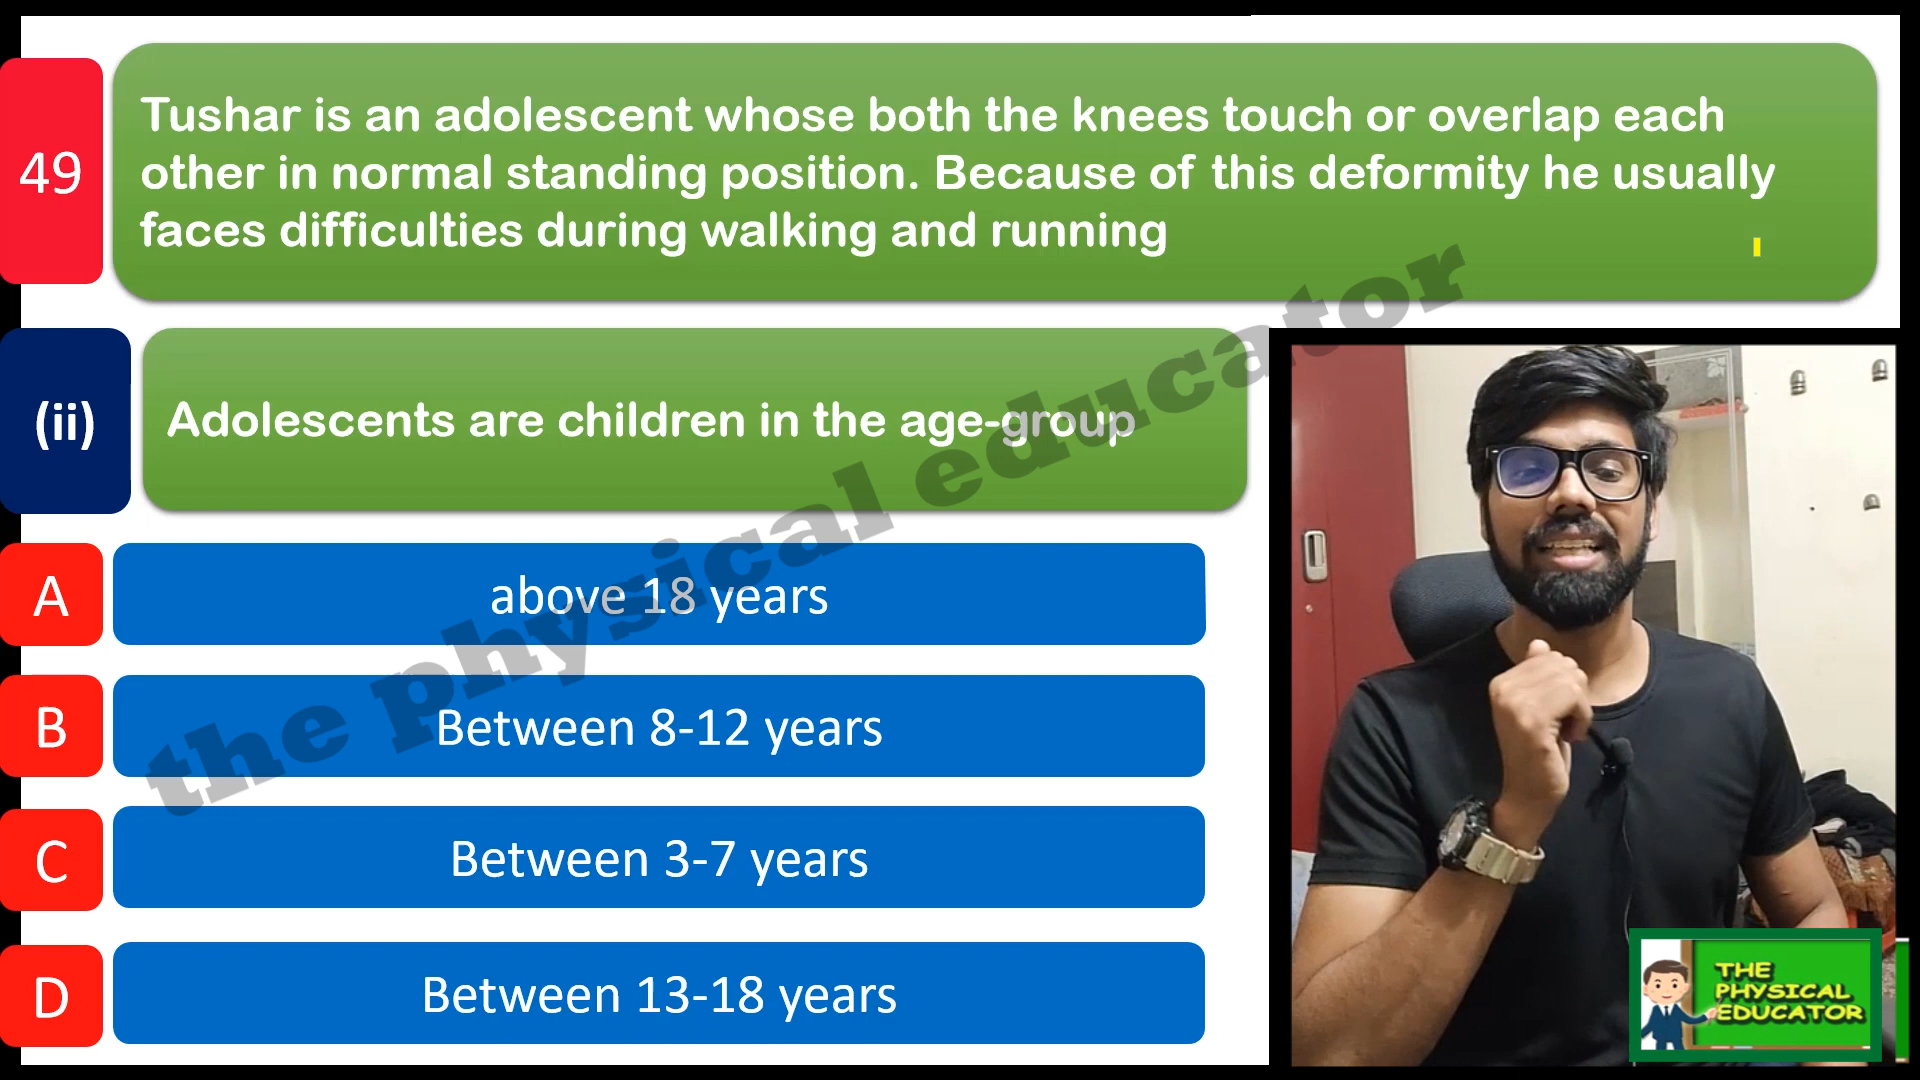 49
Tushar is an adolescent whose both the knees touch or overlap each
other in normal standing position. Because of this deformity he usually
faces difficulties during walking and running
(ii)
Adolescents are children in the age-group
A
above 18 years
B
Between 8-12 years
C
Between 3-7 years
D
Between 13-18 years
the physical educator
THE
PHYSICAL
EDUCATOR